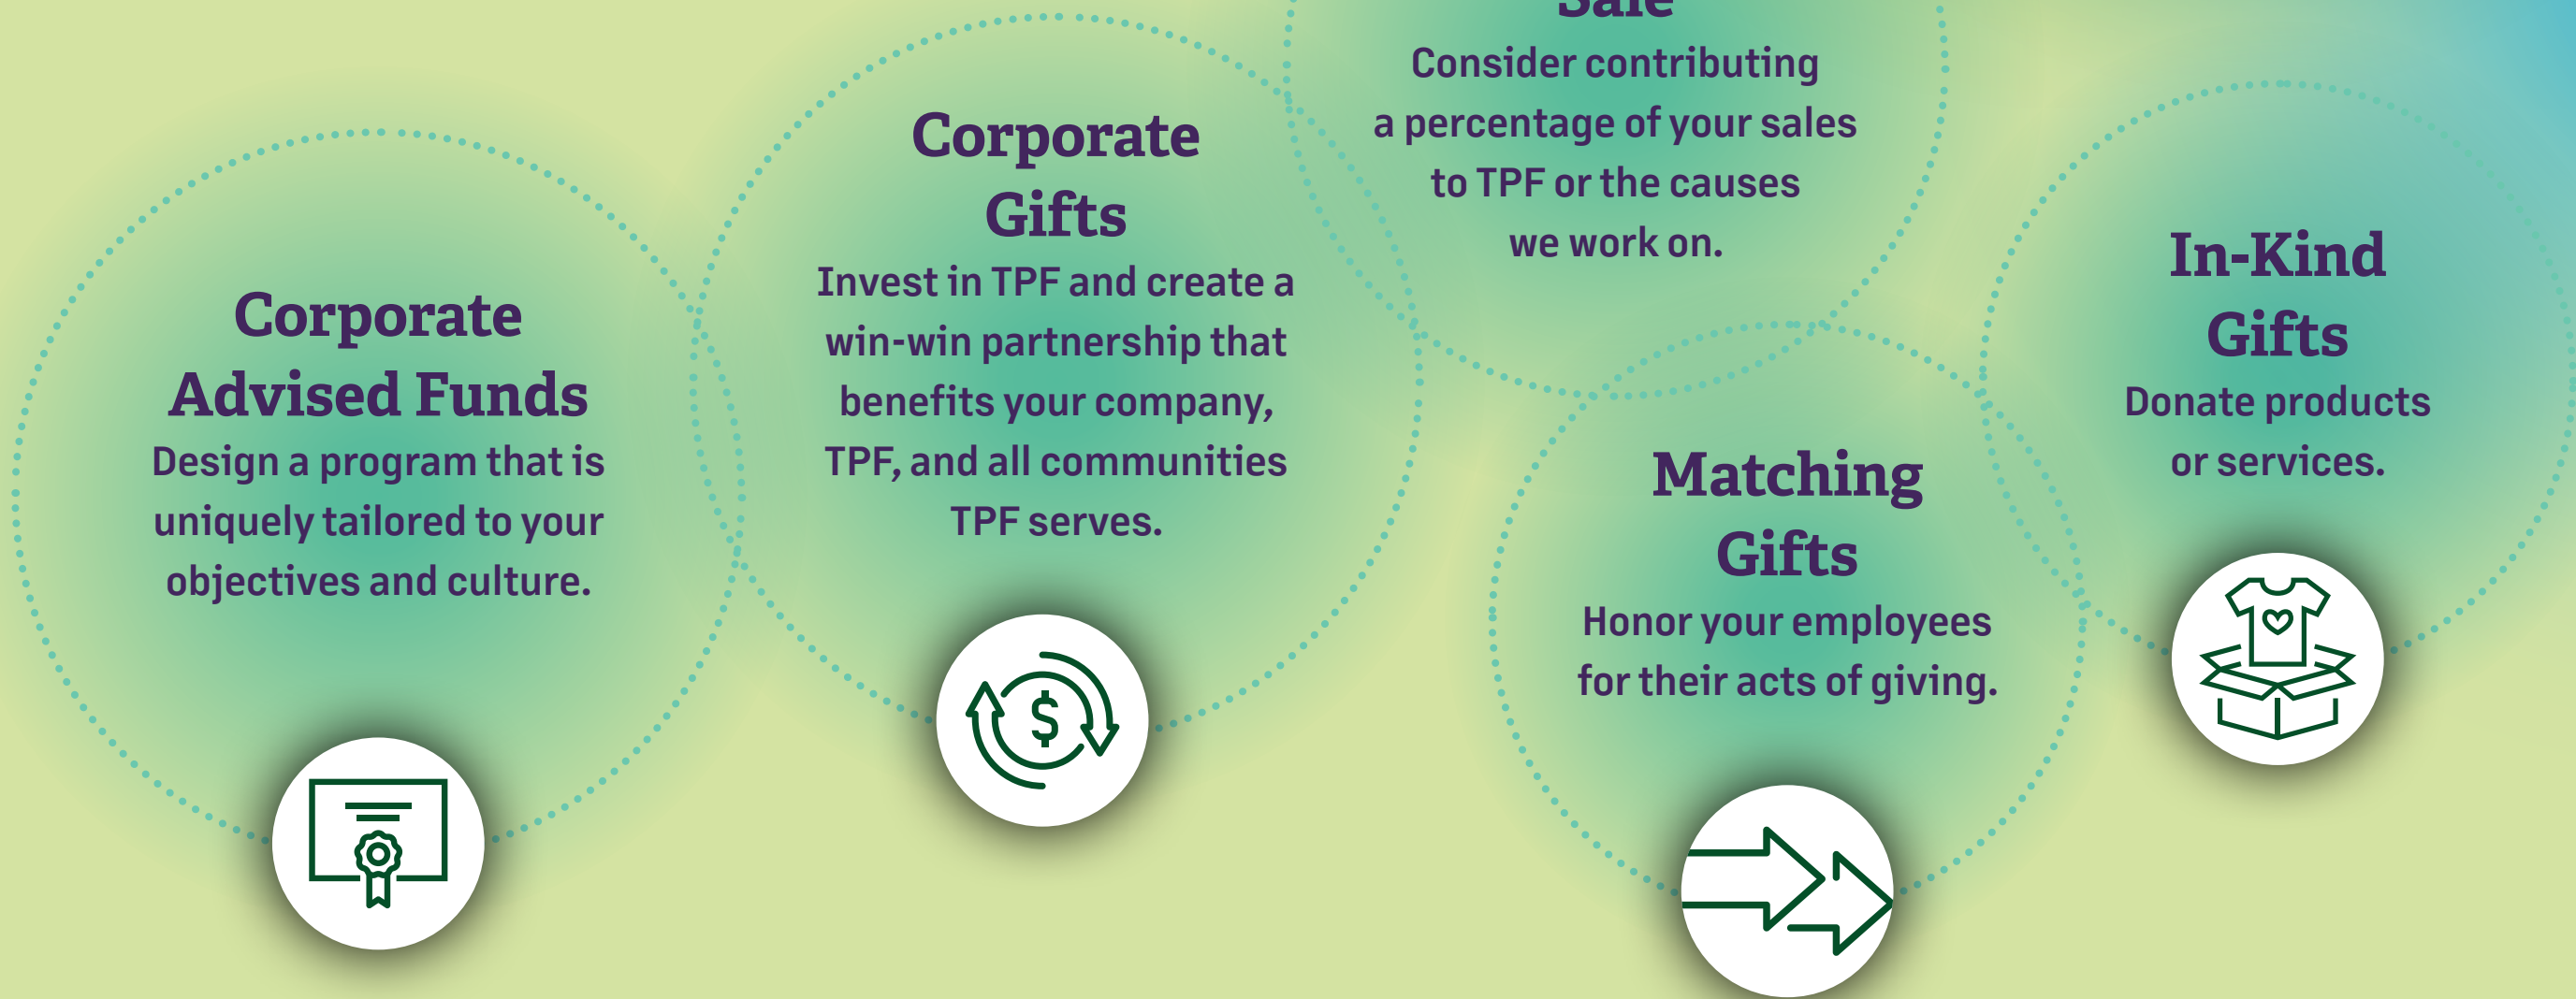 Corporate
Advised Funds
Design a program that is
uniquely tailored to your
objectives and culture.
Corporate
Gifts
Invest in TPF and create a
win-win partnership that
benefits your company,
TPF, and all communities
TPF serves.
$
Sale
Consider contributing
a percentage of your sales
to TPF or the causes
we work on.
Matching
Gifts
Honor your employees
for their acts of giving.
In-Kind
Gifts
Donate products
or services.